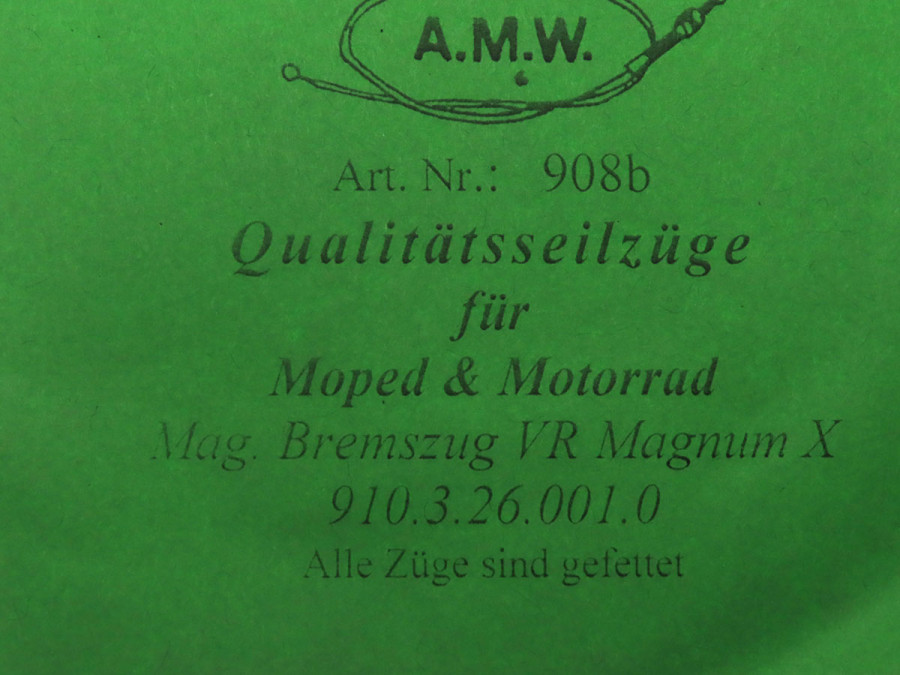 A.M.W.
Art. Nr.: 908b
Qualitätsseilzüge
für
Moped & Motorrad
Mag. Bremszug VR Magnum X
910.3.26.001.0
Alle Züge sind gefettet